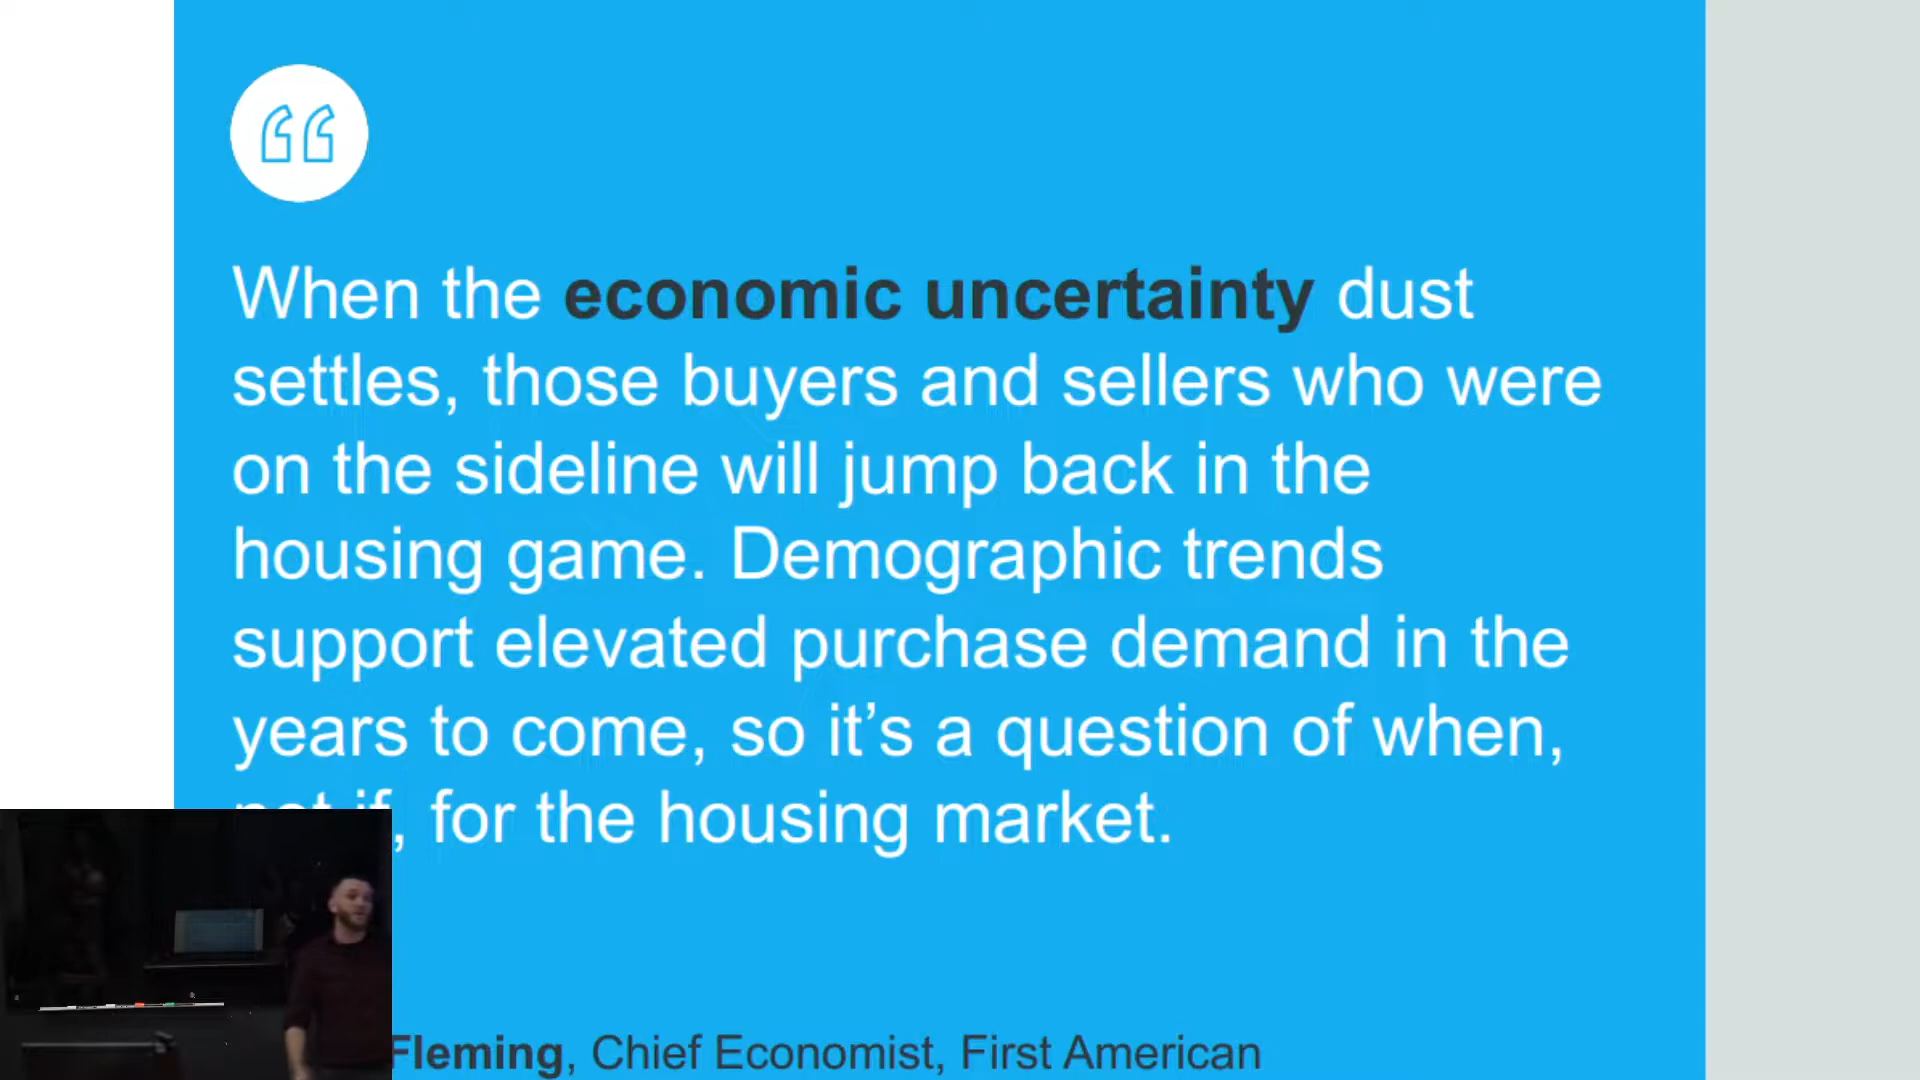 When the economic uncertainty dust
settles, those buyers and sellers who were
on the sideline will jump back in the
housing game. Demographic trends
support elevated purchase demand in the
years to come, so it’s a question of when,
not if, for the housing market.
Fleming, Chief Economist, First American